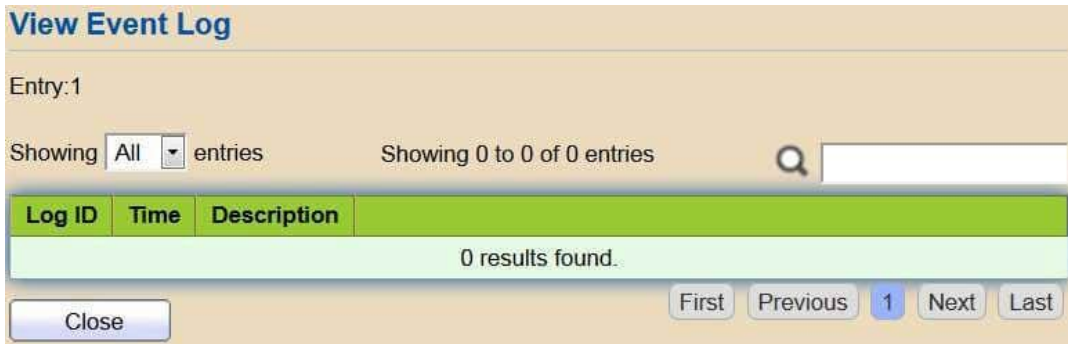 View Event Log
Entry:1
Showing All entries Showing 0 to 0 of 0 entries
Log ID Time Description
0 results found.
First Previous 1 Next Last
Close